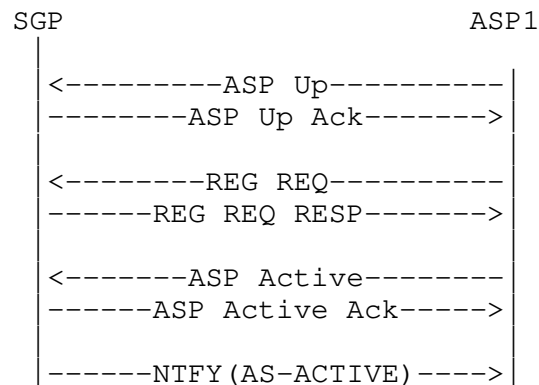 SGP ASP1
<---------ASP Up----------
--------ASP Up Ack------->
<--------REG REQ----------
------REG REQ RESP------->
<-------ASP Active--------
------ASP Active Ack----->
------NTFY(AS-ACTIVE)---->